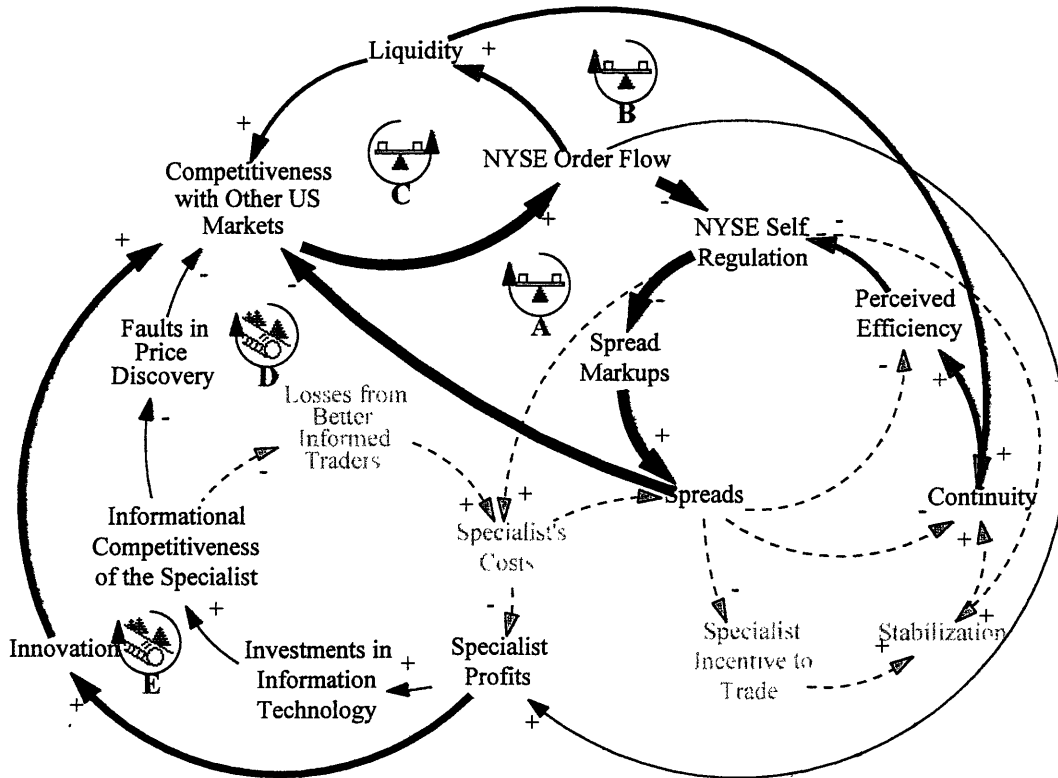 Liquidity
+
+
B
+
C
Competitiveness
with Other US
Markets
NYSE Order Flow
+
+
-
-
- -
NYSE Self
Regulation
-
-
A
-
Perceived
Efficiency
Faults in
Price
Discovery
D
Spread
Markups
-
+
Losses from
Better
Informed
Traders
-
-
+
+
+
+
Spreads
-
Continuity
Informational
Competitiveness
of the Specialist
Specialist's
Costs
+
+
-
-
+
Innovation
E
Investments in
Information
Technology
+
Specialist
Profits
Specialist
Incentive to
Trade
Stabilization
+
+
+